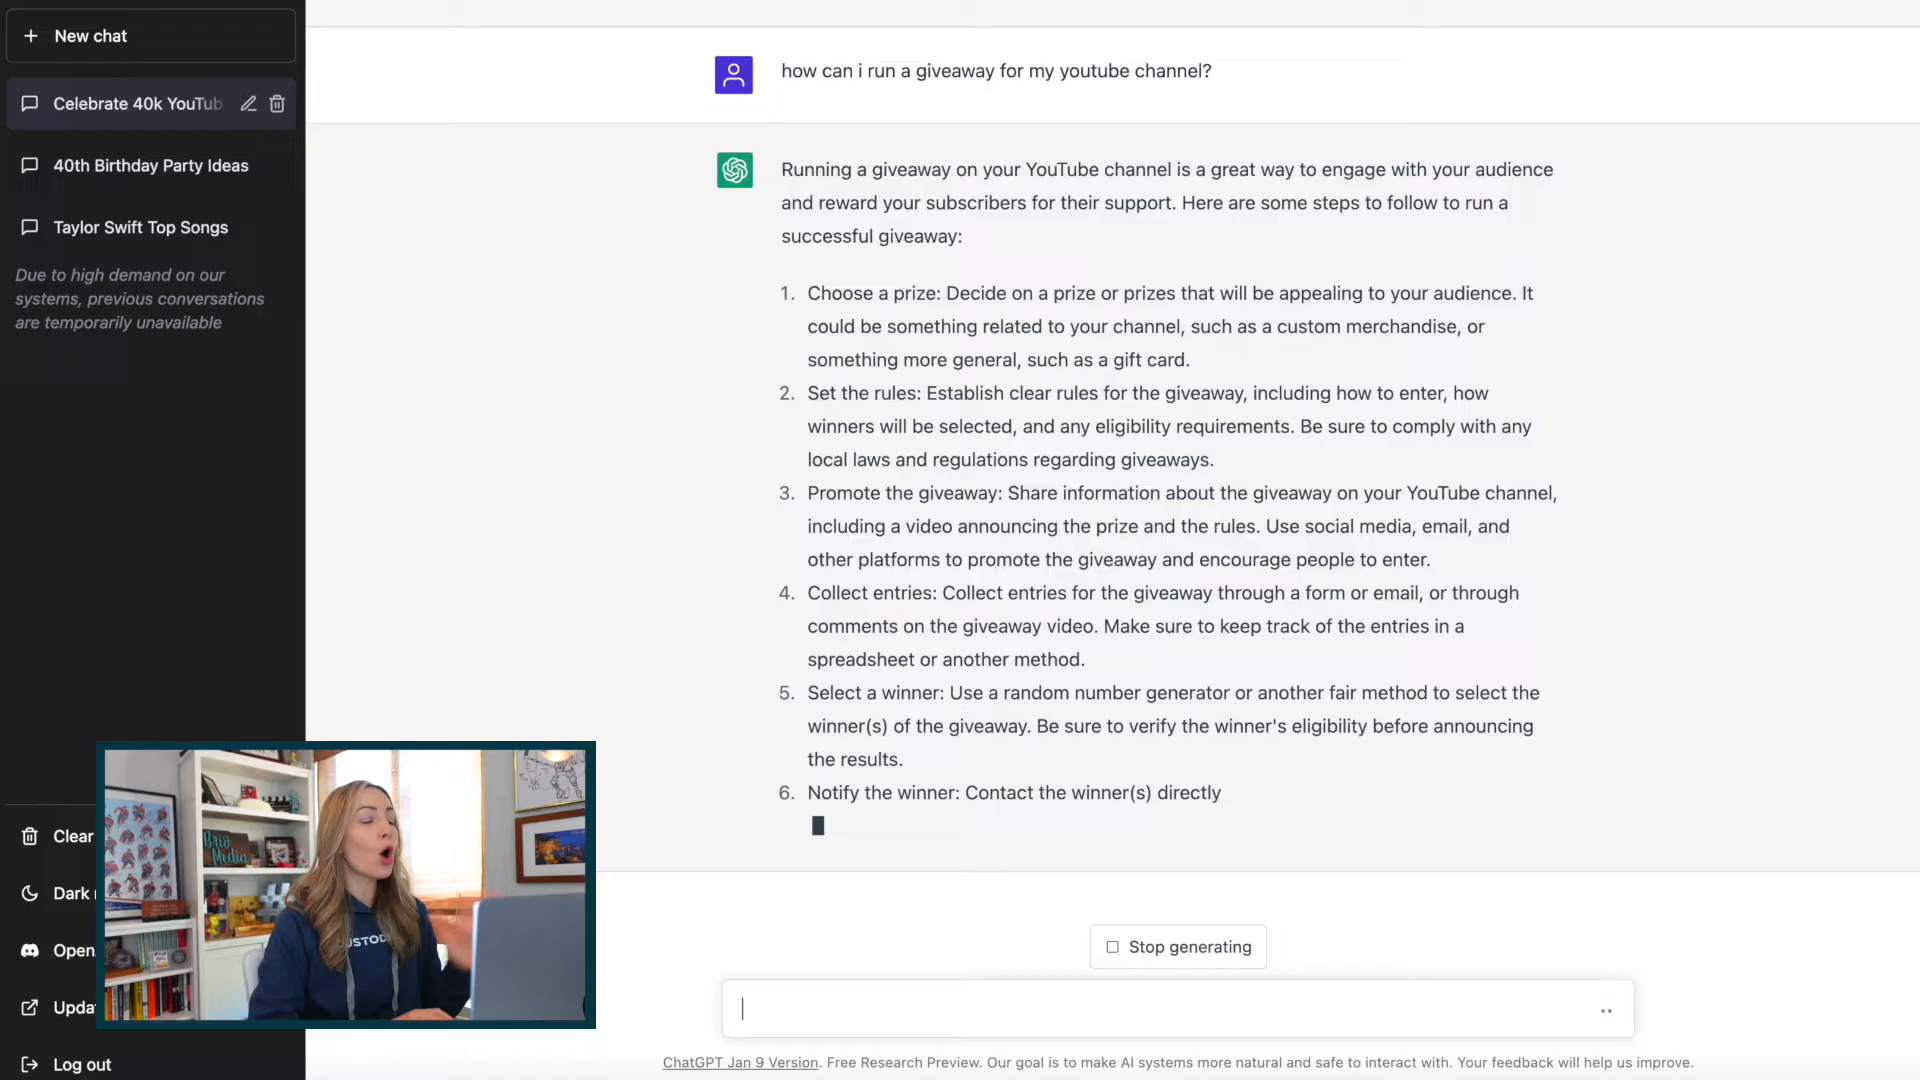 New chat
Celebrate 40k YouTub
40th Birthday Party Ideas
Taylor Swift Top Songs
Due to high demand on our
systems, previous conversations
are temporarily unavailable
Clear
Dark
Open
Upda
Log out
how can i run a giveaway for my youtube channel?
Running a giveaway on your YouTube channel is a great way to engage with your audience
and reward your subscribers for their support. Here are some steps to follow to run a
successful giveaway:
1. Choose a prize: Decide on a prize or prizes that will be appealing to your audience. It
could be something related to your channel, such as a custom merchandise, or
something more general, such as a gift card.
2. Set the rules: Establish clear rules for the giveaway, including how to enter, how
winners will be selected, and any eligibility requirements. Be sure to comply with any
local laws and regulations regarding giveaways.
3. Promote the giveaway: Share information about the giveaway on your YouTube channel,
including a video announcing the prize and the rules. Use social media, email, and
other platforms to promote the giveaway and encourage people to enter.
4. Collect entries: Collect entries for the giveaway through a form or email, or through
comments on the giveaway video. Make sure to keep track of the entries in a
spreadsheet or another method.
5. Select a winner: Use a random number generator or another fair method to select the
winner(s) of the giveaway. Be sure to verify the winner's eligibility before announcing
the results.
6. Notify the winner: Contact the winner(s) directly
Brio
Media
USTOD
Stop generating
ChatGPT Jan 9 Version. Free Research Preview. Our goal is to make AI systems more natural and safe to interact with. Your feedback will help us improve.